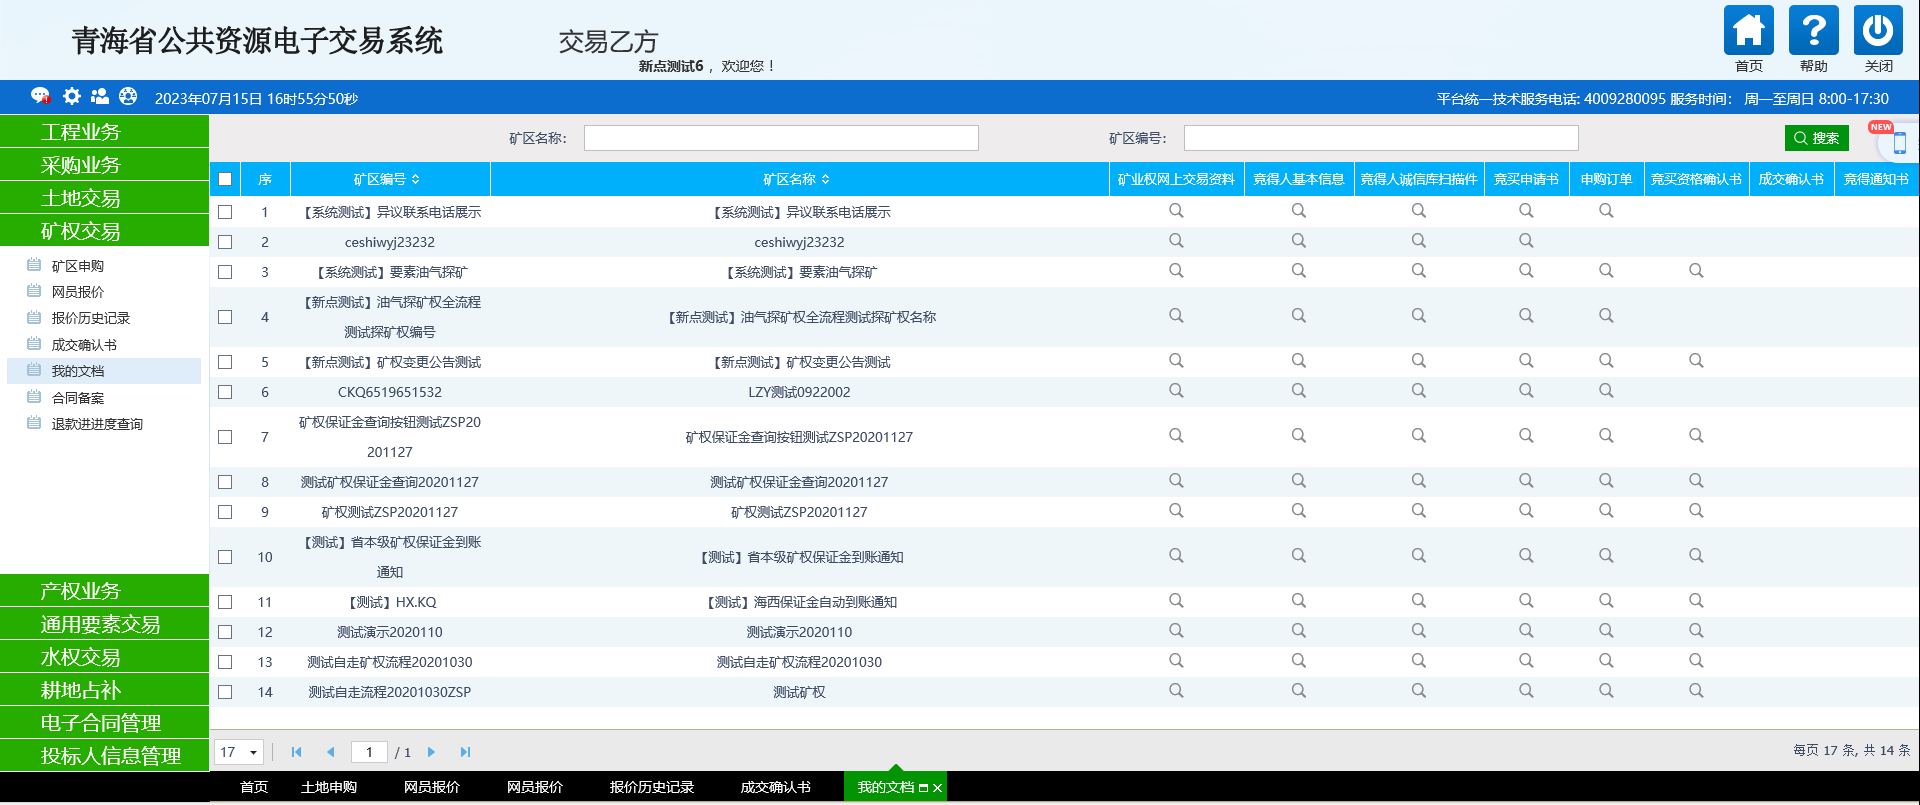 青海省公共资源电子交易系统
交易乙方
新点测试6 ，欢迎您！
首页
帮助
关闭
2023年07月15日 16时55分50秒
平台统一技术服务电话: 4009280095 服务时间： 周一至周日 8:00-17:30
工程业务
采购业务
土地交易
矿权交易
矿区申购
网员报价
报价历史记录
成交确认书
我的文档
合同备案
退款进进度查询
产权业务
通用要素交易
水权交易
耕地占补
电子合同管理
投标人信息管理
矿区名称:
矿区编号:
搜索
NEW
序 矿区编号 矿区名称 矿业权网上交易资料 竞得人基本信息 竞得人诚信库扫描件 竞买申请书 申购订单 竞买资格确认书 成交确认书 竞得通知书
1 【系统测试】异议联系电话展示 【系统测试】异议联系电话展示
2 ceshiwyj23232 ceshiwyj23232
3 【系统测试】要素油气探矿 【系统测试】要素油气探矿
4 【新点测试】油气探矿权全流程
测试探矿权编号 【新点测试】油气探矿权全流程测试探矿权名称
5 【新点测试】矿权变更公告测试 【新点测试】矿权变更公告测试
6 CKQ6519651532 LZY测试0922002
7 矿权保证金查询按钮测试ZSP20
201127 矿权保证金查询按钮测试ZSP20201127
8 测试矿权保证金查询20201127 测试矿权保证金查询20201127
9 矿权测试ZSP20201127 矿权测试ZSP20201127
10 【测试】省本级矿权保证金到账
通知 【测试】省本级矿权保证金到账通知
11 【测试】HX.KQ 【测试】海西保证金自动到账通知
12 测试演示2020110 测试演示2020110
13 测试自走矿权流程20201030 测试自走矿权流程20201030
14 测试自走流程20201030ZSP 测试矿权
17 1 / 1
每页 17 条, 共 14 条
首页 土地申购 网员报价 网员报价 报价历史记录 成交确认书 我的文档